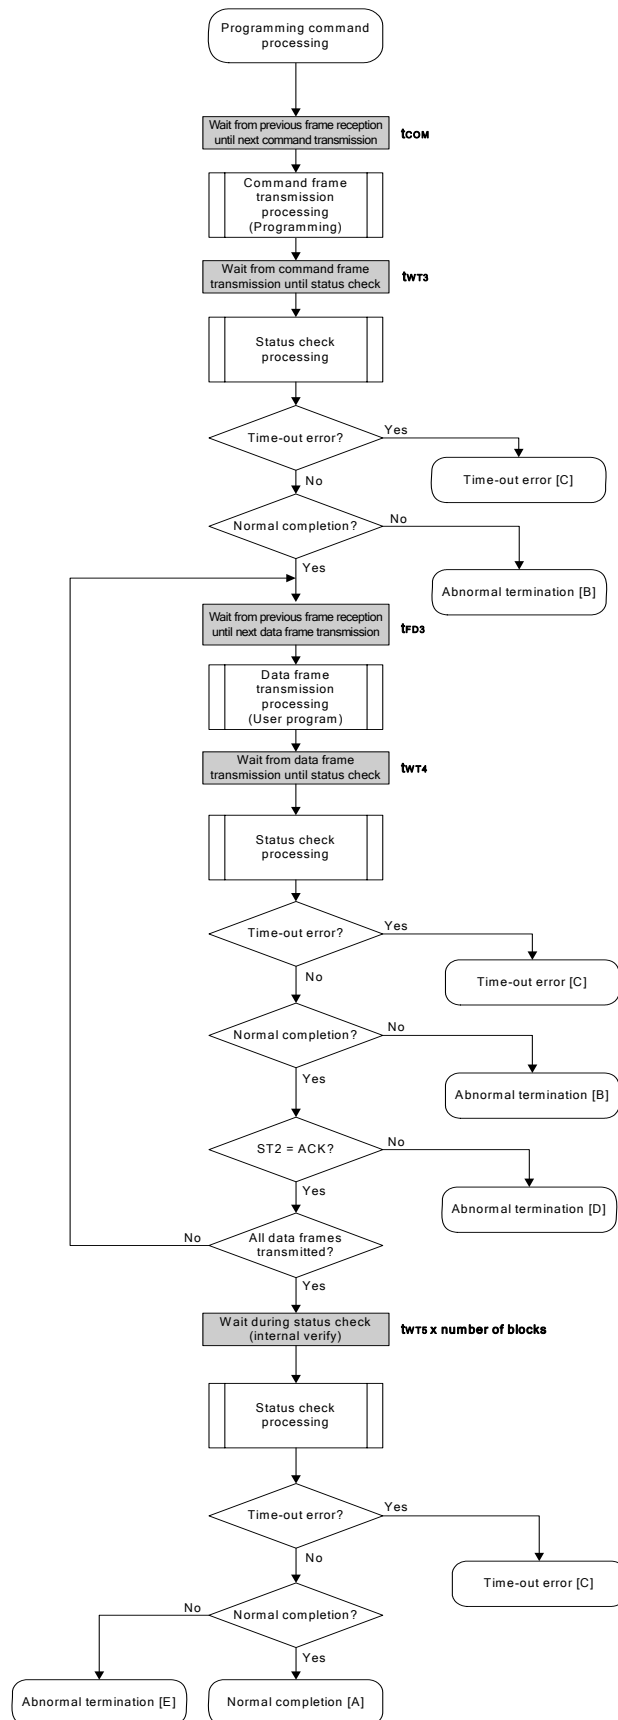 Programming command
processing
Wait from previous frame reception
until next command transmission
tCOM
Command frame
transmission
processing
(Programming)
Wait from command frame
transmission until status check
tWT3
Status check
processing
Time-out error?
Yes
Time-out error [C]
No
Normal completion?
No
Abnormal termination [B]
Yes
Wait from previous frame reception
until next data frame transmission
tFD3
Data frame
transmission
processing
(User program)
Wait from data frame
transmission until status check
tWT4
Status check
processing
Time-out error?
Yes
Time-out error [C]
No
Normal completion?
No
Abnormal termination [B]
Yes
ST2 = ACK?
No
Abnormal termination [D]
Yes
All data frames
transmitted?
No
Yes
Wait during status check
(internal verify)
tWT5 x number of blocks
Status check
processing
Time-out error?
Yes
Time-out error [C]
No
Normal completion?
No
Yes
Abnormal termination [E]
Normal completion [A]